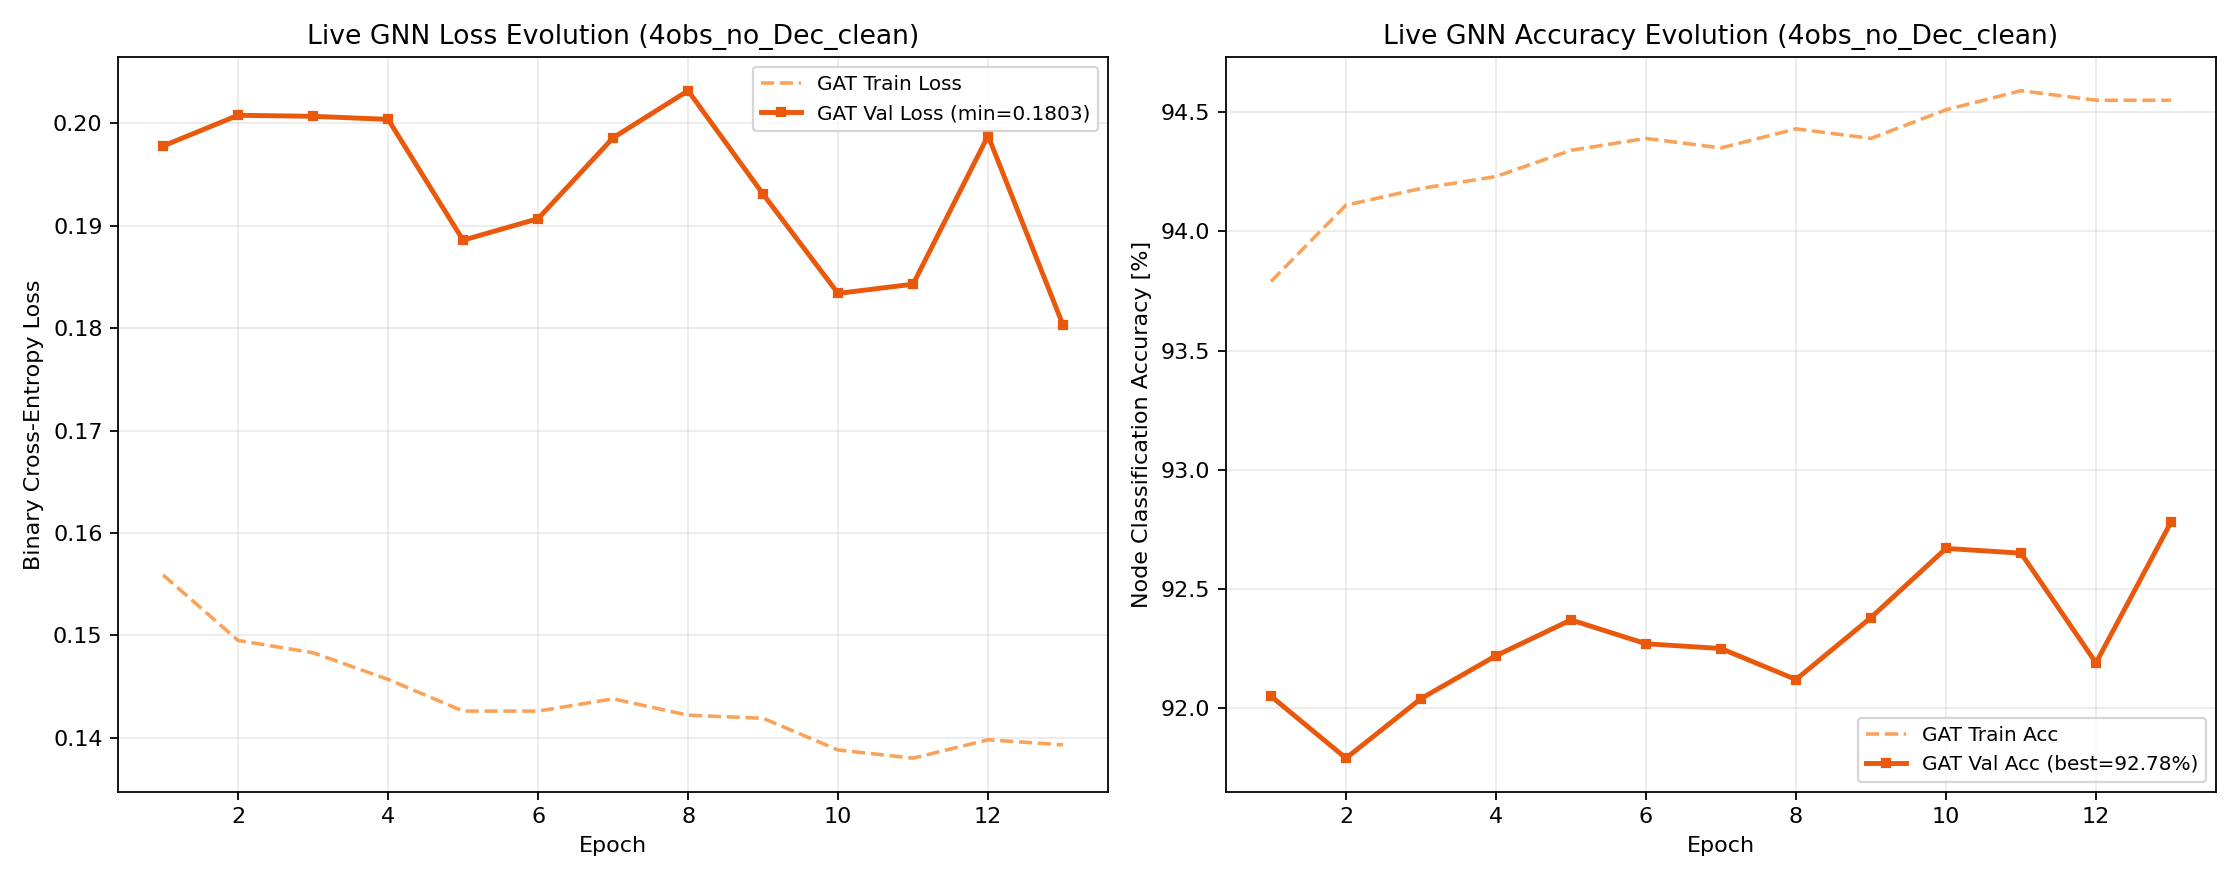 Live GNN Loss Evolution (4obs_no_Dec_clean)
GAT Train Loss
GAT Val Loss (min=0.1803)
Binary Cross-Entropy Loss
0.20
0.19
0.18
0.17
0.16
0.15
0.14
2 4 6 8 10 12
Epoch
Live GNN Accuracy Evolution (4obs_no_Dec_clean)
Node Classification Accuracy [%]
94.5
94.0
93.5
93.0
92.5
92.0
GAT Train Acc
GAT Val Acc (best=92.78%)
2 4 6 8 10 12
Epoch